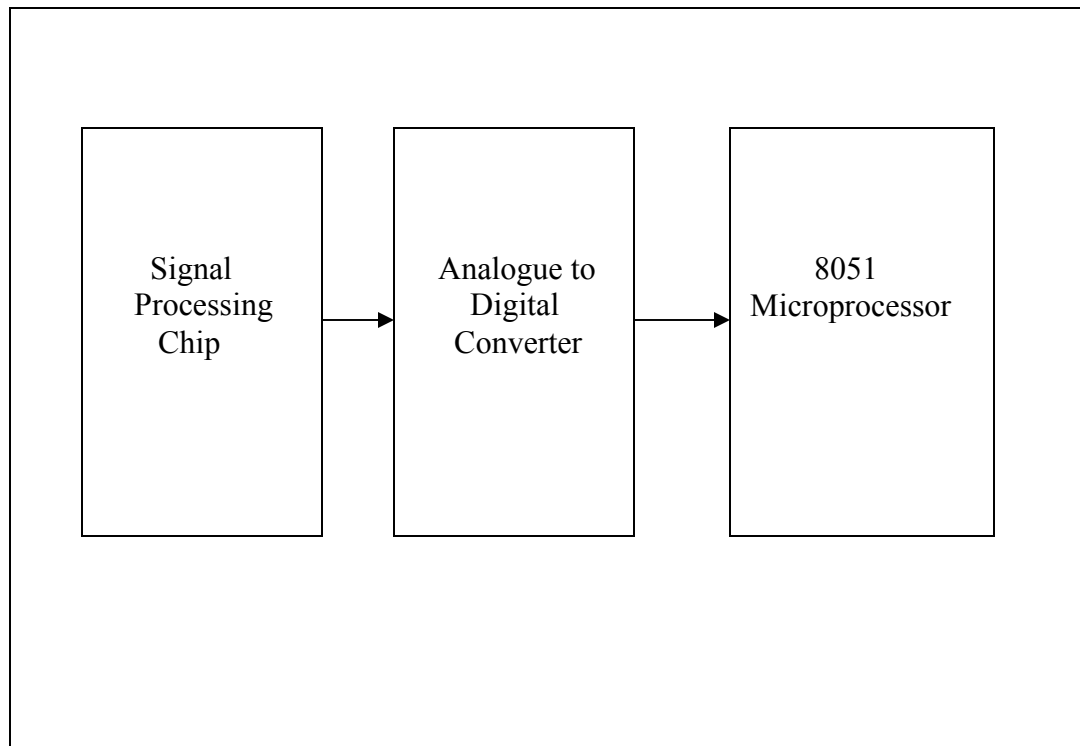 Signal
Processing
Chip
Analogue to
Digital
Converter
8051
Microprocessor